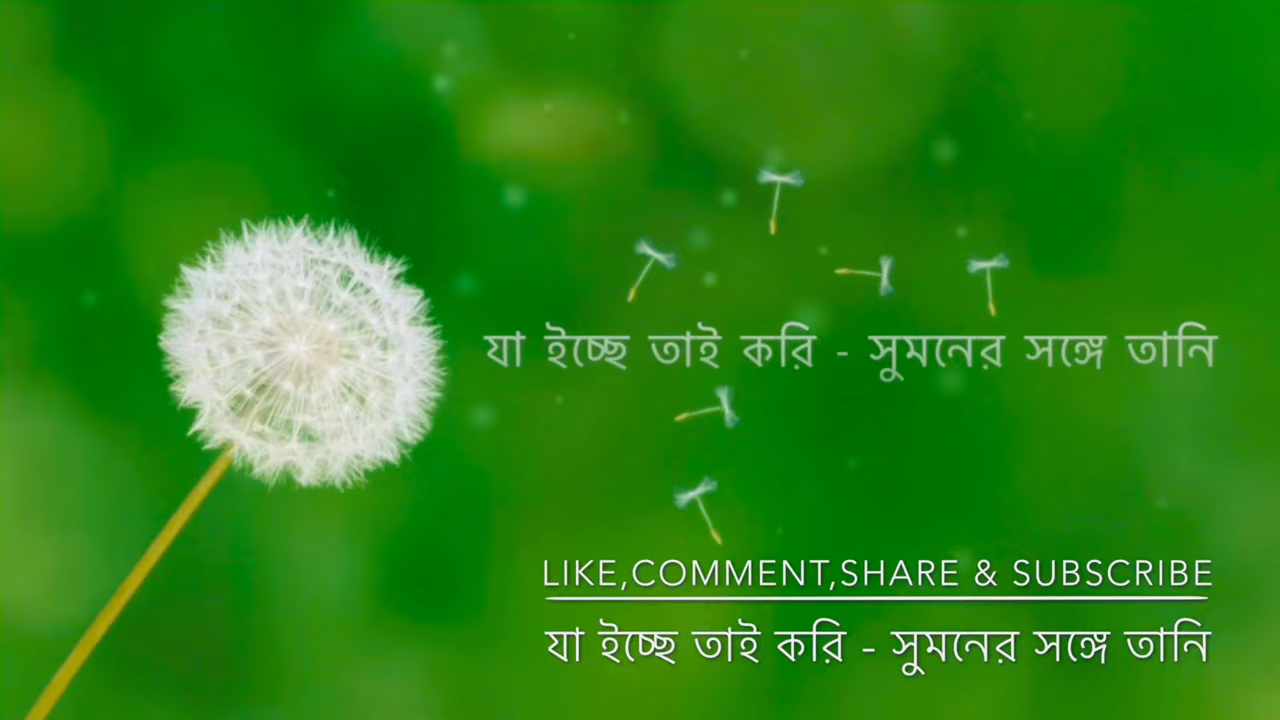 যা ইচ্ছে তাই করি - সুমনের সঙ্গে তানি
LIKE,COMMENT,SHARE & SUBSCRIBE
যা ইচ্ছে তাই করি - সুমনের সঙ্গে তানি